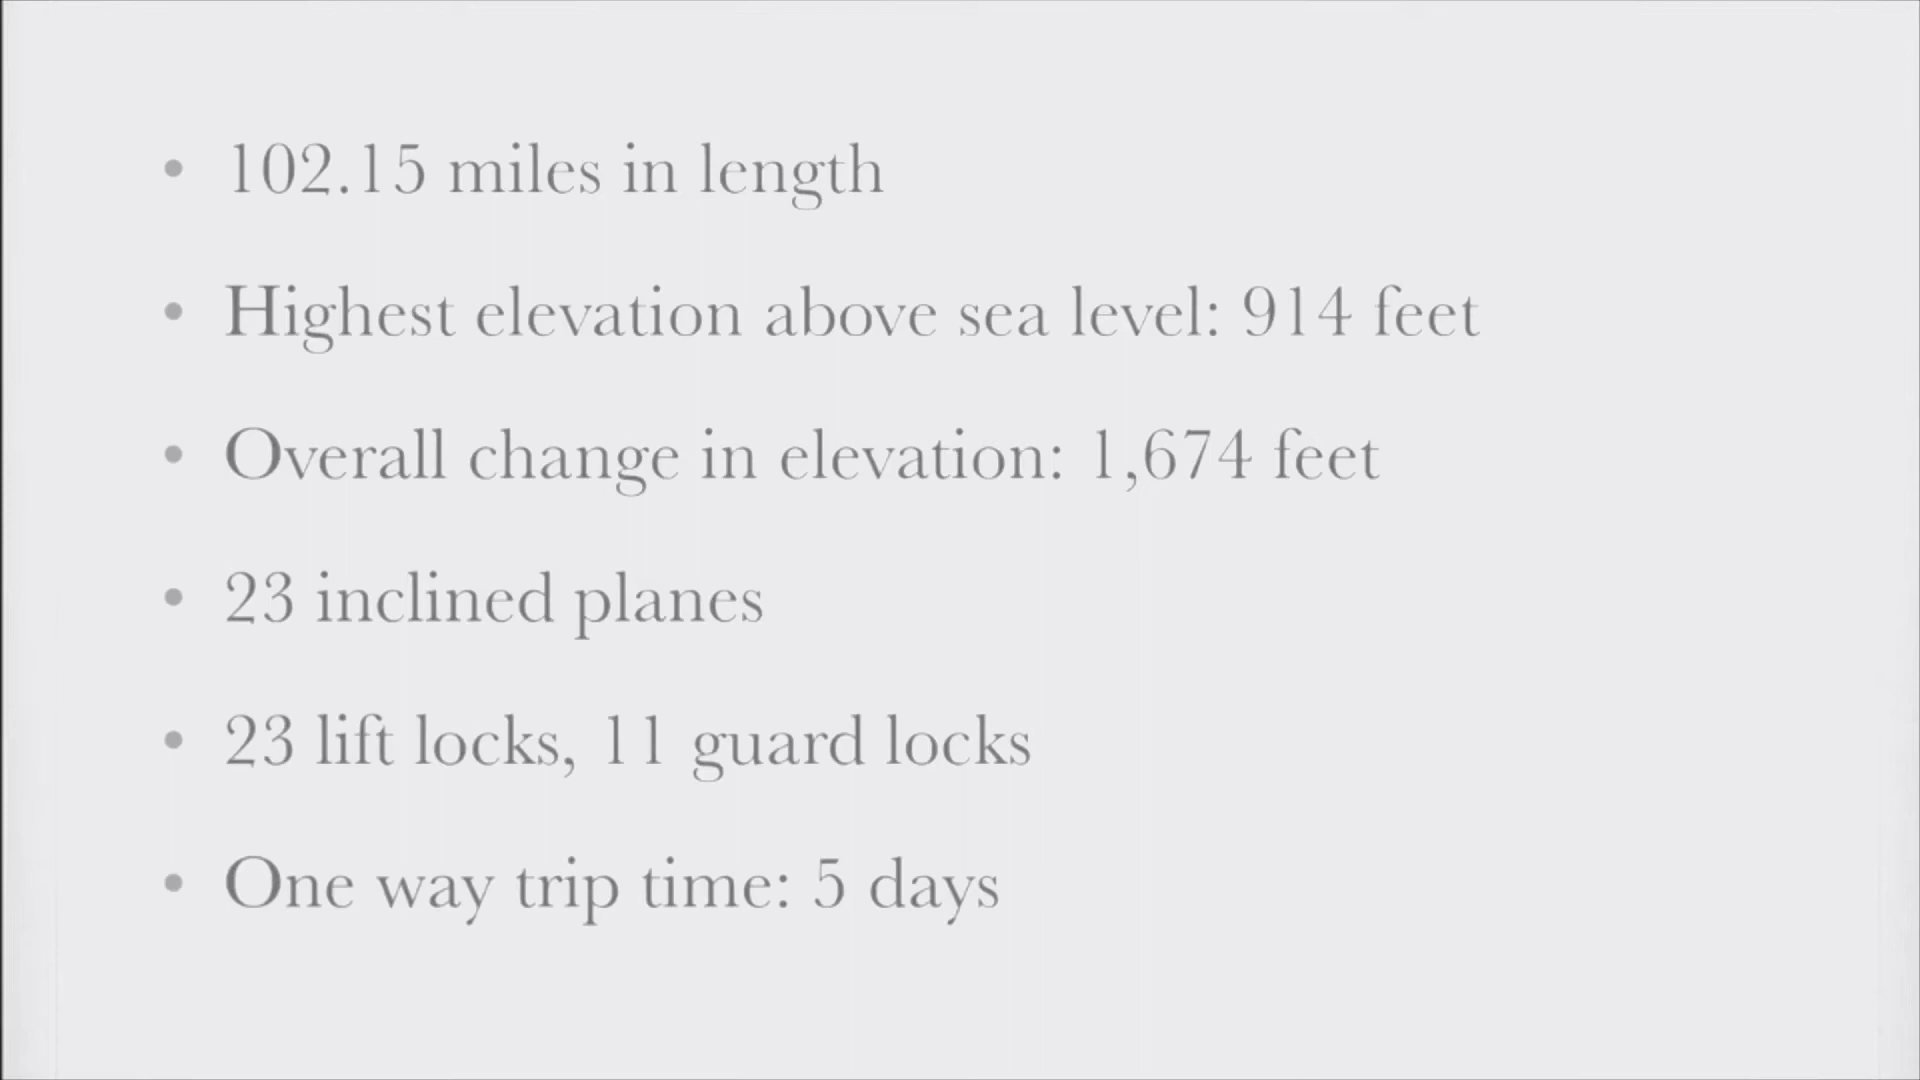 • 102.15 miles in length
• Highest elevation above sea level: 914 feet
• Overall change in elevation: 1,674 feet
• 23 inclined planes
• 23 lift locks, 11 guard locks
• One way trip time: 5 days